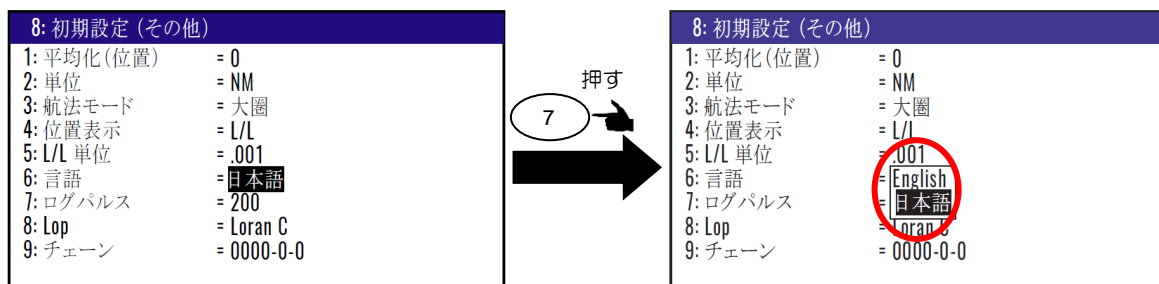 8: 初期設定 (その他)
1: 平均化(位置) = 0
2: 単位 = NM
3: 航法モード = 大圏
4: 位置表示 = L/L
5: L/L 単位 = .001
6: 言語 = 日本語
7: ログパルス = 200
8: Lop = Loran C
9: チェーン = 0000-0-0
押す
7
8: 初期設定 (その他)
1: 平均化(位置) = 0
2: 単位 = NM
3: 航法モード = 大圏
4: 位置表示 = L/L
5: L/L 単位 = .001
6: 言語 = English
7: ログパルス = 日本語
8: Lop = Loran C
9: チェーン = 0000-0-0